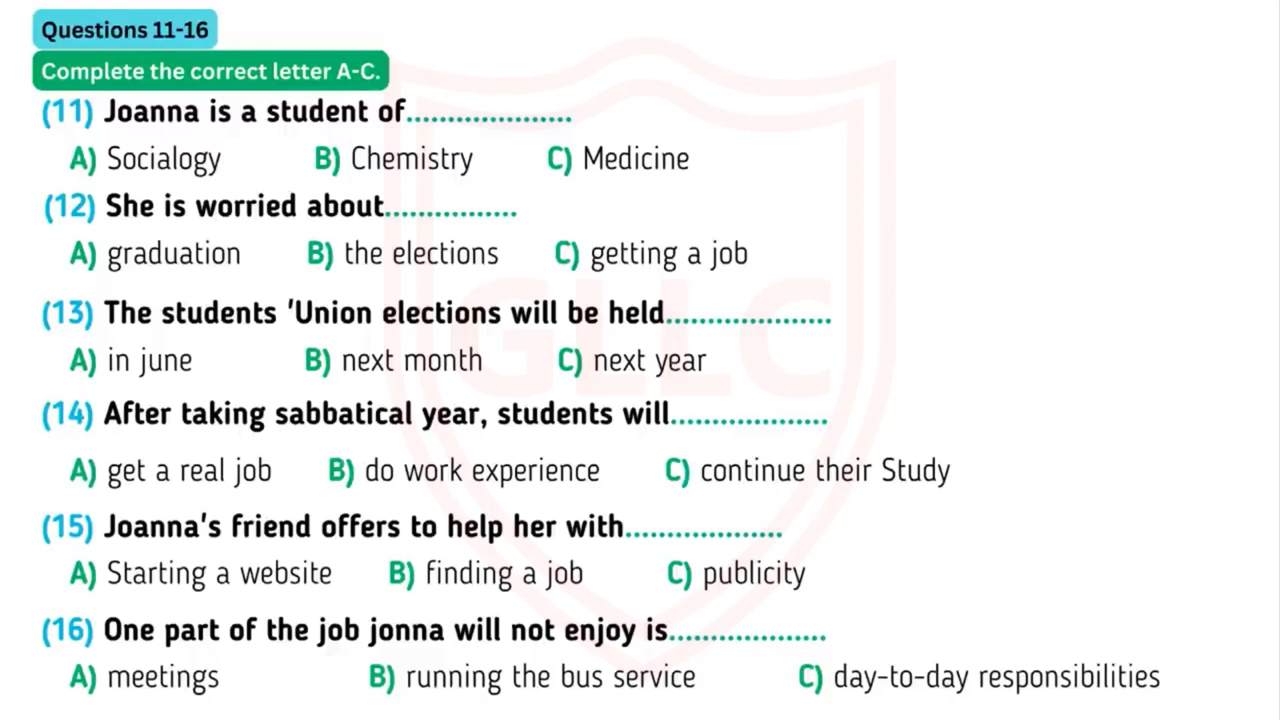 Questions 11-16
Complete the correct letter A-C.
(11) Joanna is a student of....................
A) Socialogy B) Chemistry C) Medicine
(12) She is worried about................
A) graduation B) the elections C) getting a job
(13) The students 'Union elections will be held....................
A) in june B) next month C) next year
(14) After taking sabbatical year, students will...................
A) get a real job B) do work experience C) continue their Study
(15) Joanna's friend offers to help her with...................
A) Starting a website B) finding a job C) publicity
(16) One part of the job jonna will not enjoy is...................
A) meetings B) running the bus service C) day-to-day responsibilities
GLLC